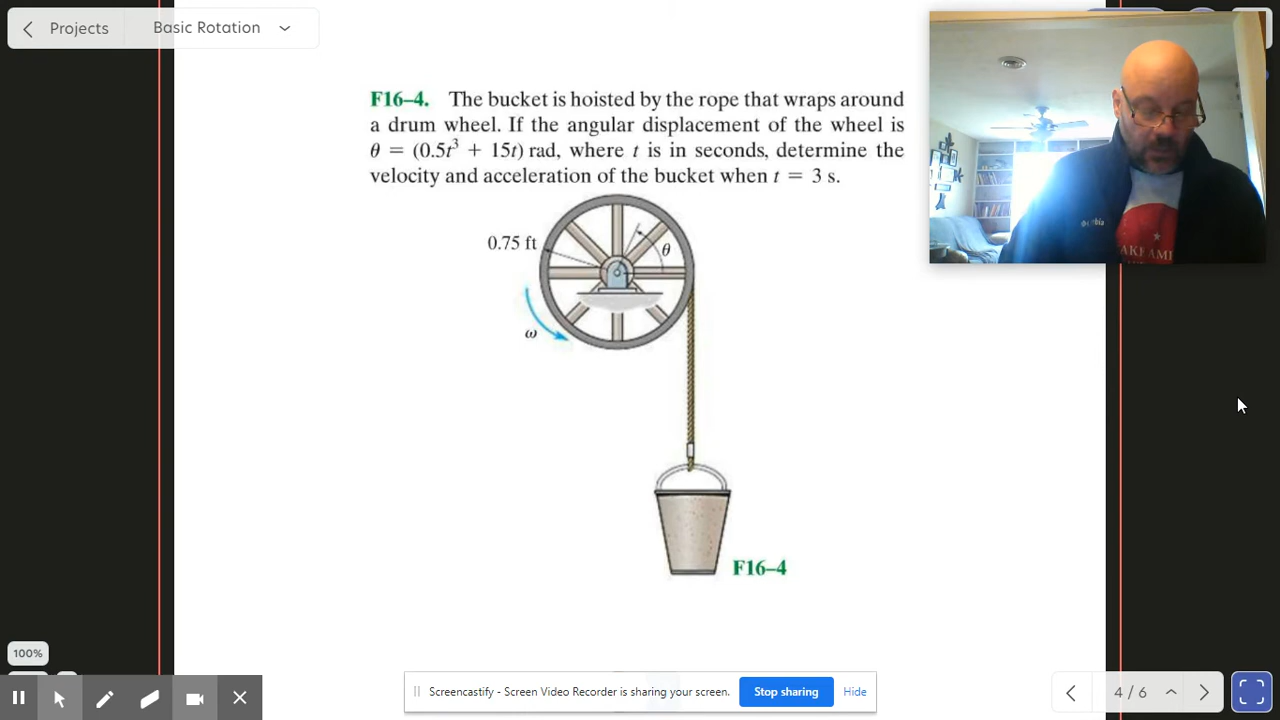 Projects
Basic Rotation
F16–4. The bucket is hoisted by the rope that wraps around
a drum wheel. If the angular displacement of the wheel is
θ = (0.5t³ + 15t) rad, where t is in seconds, determine the
velocity and acceleration of the bucket when t = 3 s.
0.75 ft
θ
ω
F16–4
AKE AMI
100%
Screencastify - Screen Video Recorder is sharing your screen.
Stop sharing
Hide
4 / 6